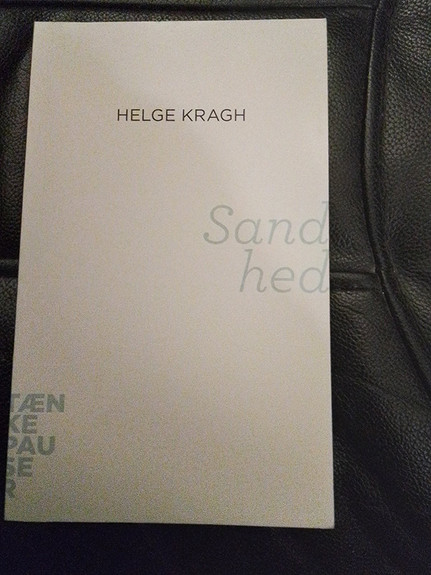 HELGE KRAGH
Sand
hed
TÆN
KE
PAU
SE
R